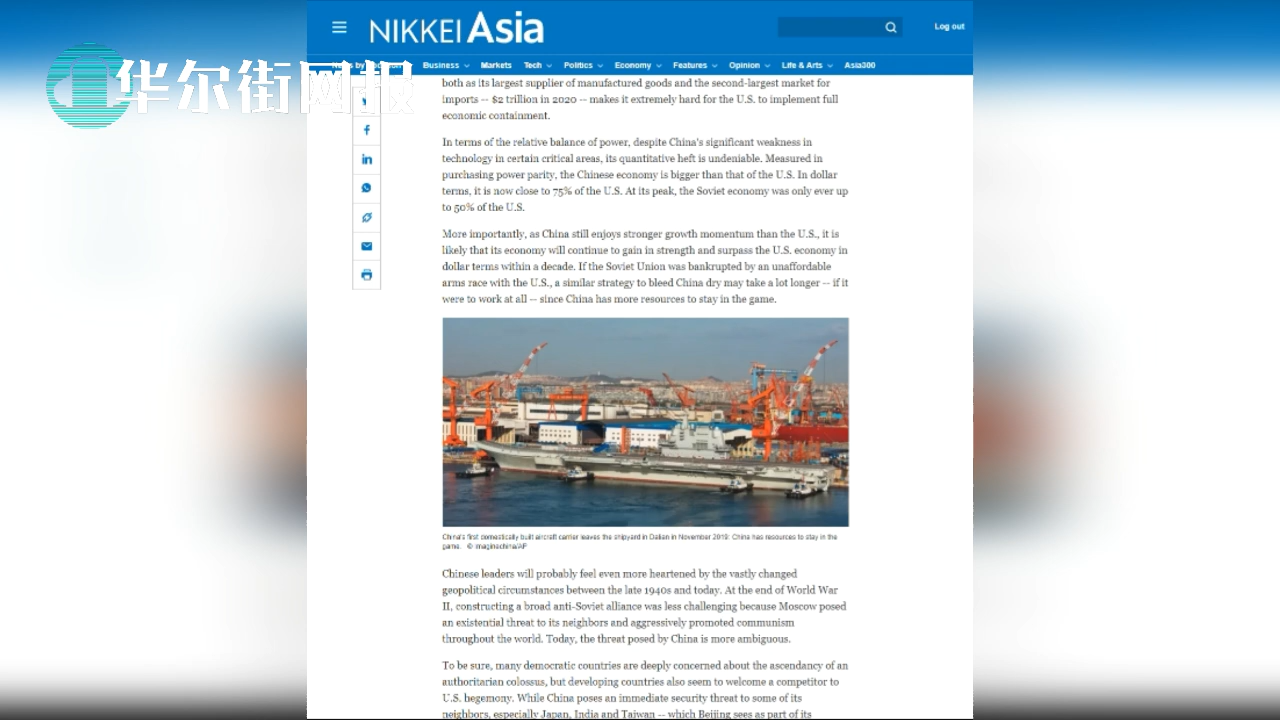 NIKKEI Asia
Log out
Business
Markets
Tech
Politics
Economy
Features
Opinion
Life & Arts
Asia300
华尔街网报
both as its largest supplier of manufactured goods and the second-largest market for
imports -- $2 trillion in 2020 -- makes it extremely hard for the U.S. to implement full
economic containment.
In terms of the relative balance of power, despite China's significant weakness in
technology in certain critical areas, its quantitative heft is undeniable. Measured in
purchasing power parity, the Chinese economy is bigger than that of the U.S. In dollar
terms, it is now close to 75% of the U.S. At its peak, the Soviet economy was only ever up
to 50% of the U.S.
More importantly, as China still enjoys stronger growth momentum than the U.S., it is
likely that its economy will continue to gain in strength and surpass the U.S. economy in
dollar terms within a decade. If the Soviet Union was bankrupted by an unaffordable
arms race with the U.S., a similar strategy to bleed China dry may take a lot longer -- if it
were to work at all -- since China has more resources to stay in the game.
China's first domestically built aircraft carrier leaves the shipyard in Dalian in November 2019: China has resources to stay in the
game. © Imaginechina/AP
Chinese leaders will probably feel even more heartened by the vastly changed
geopolitical circumstances between the late 1940s and today. At the end of World War
II, constructing a broad anti-Soviet alliance was less challenging because Moscow posed
an existential threat to its neighbors and aggressively promoted communism
throughout the world. Today, the threat posed by China is more ambiguous.
To be sure, many democratic countries are deeply concerned about the ascendancy of an
authoritarian colossus, but developing countries also seem to welcome a competitor to
U.S. hegemony. While China poses an immediate security threat to some of its
neighbors, especially Japan, India and Taiwan -- which Beijing sees as part of its